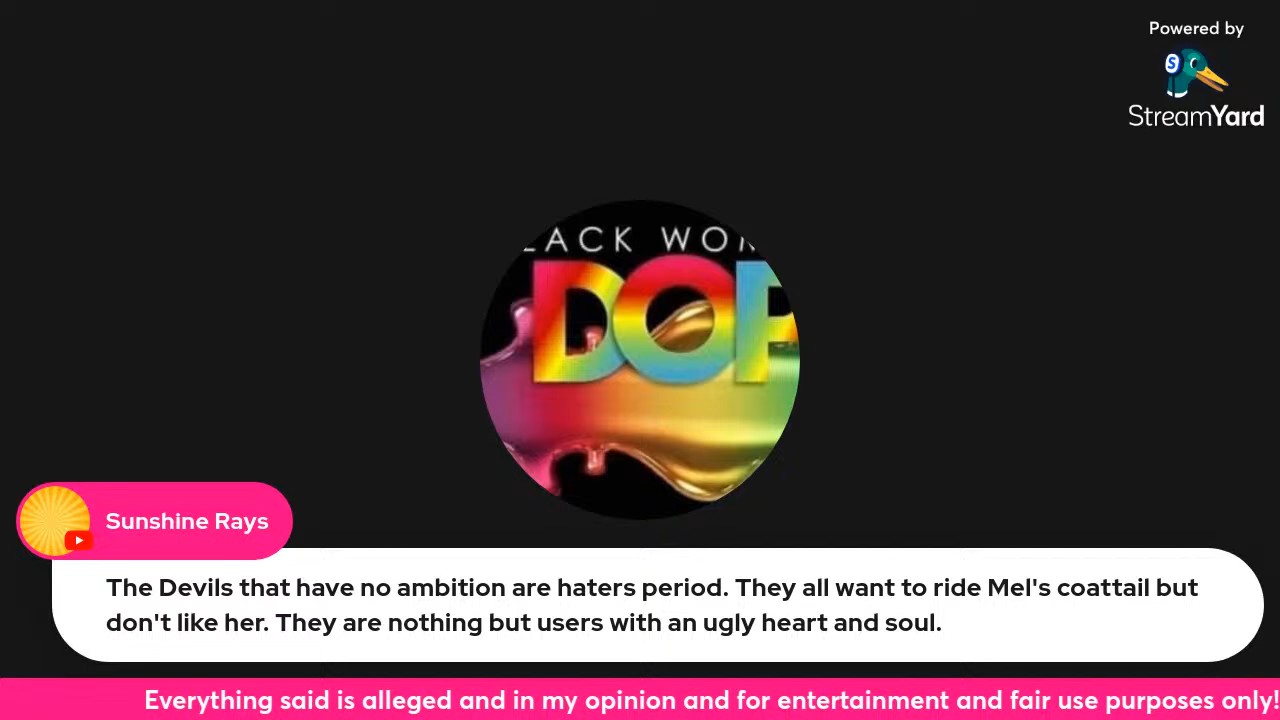 Powered by
S
StreamYard
LACK WOM
DOP
Sunshine Rays
The Devils that have no ambition are haters period. They all want to ride Mel's coattail but
don't like her. They are nothing but users with an ugly heart and soul.
Everything said is alleged and in my opinion and for entertainment and fair use purposes only!